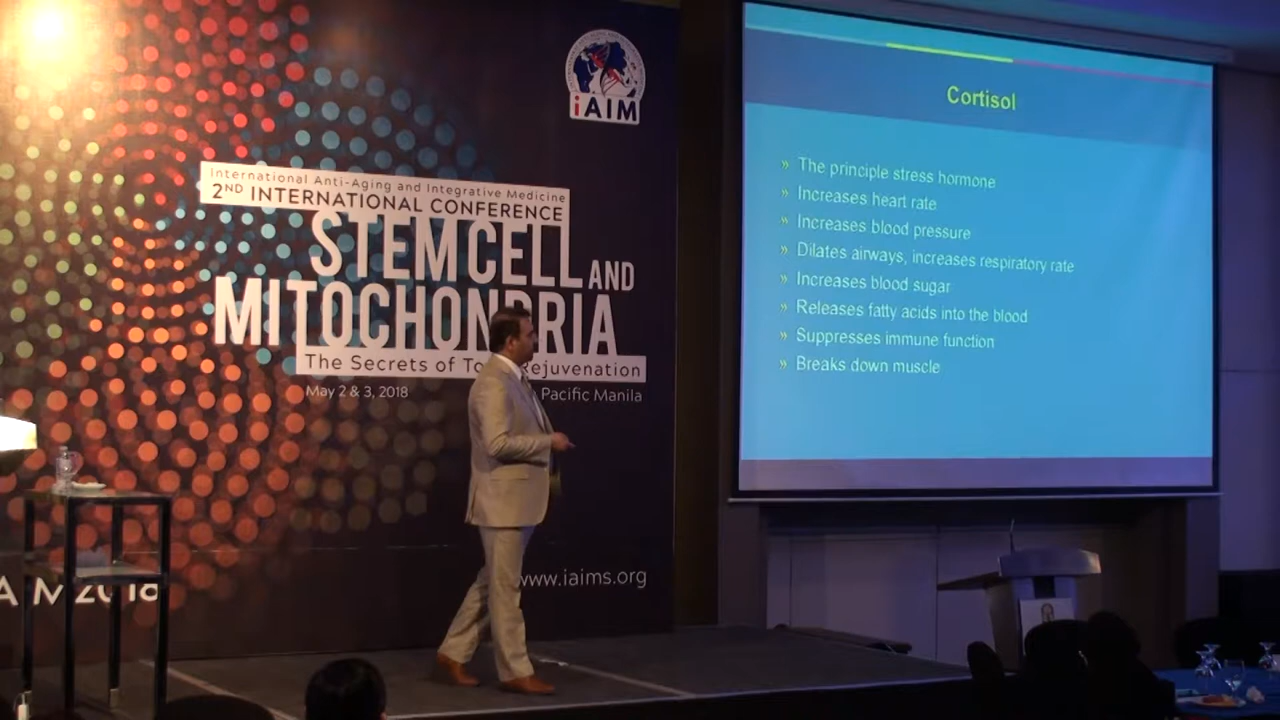 iAIM
International Anti-Aging and Integrative Medicine
2ND INTERNATIONAL CONFERENCE
STEM CELL AND
MITOCHONDRIA
The Secrets of Rejuvenation
May 2 & 3, 2018
Pacific Manila
www.iaims.org
Cortisol
» The principle stress hormone
» Increases heart rate
» Increases blood pressure
» Dilates airways, increases respiratory rate
» Increases blood sugar
» Releases fatty acids into the blood
» Suppresses immune function
» Breaks down muscle